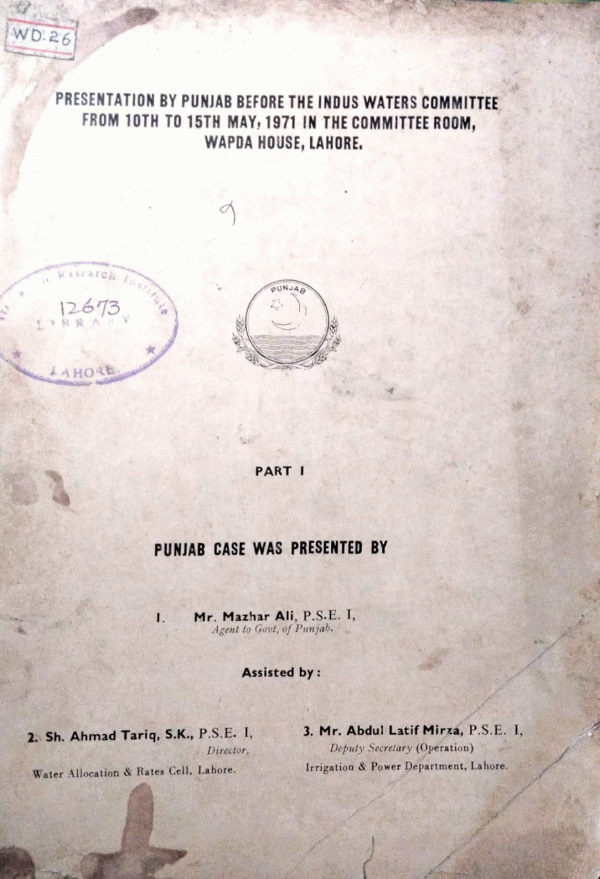 WD.26
PRESENTATION BY PUNJAB BEFORE THE INDUS WATERS COMMITTEE
FROM 10TH TO 15TH MAY, 1971 IN THE COMMITTEE ROOM,
WAPDA HOUSE, LAHORE.
Research Institute
12673
LIBRARY
LAHORE
PUNJAB
PART I
PUNJAB CASE WAS PRESENTED BY
1. Mr. Mazhar Ali, P.S.E. I,
Agent to Govt, of Punjab.
Assisted by :
2. Sh. Ahmad Tariq, S.K., P.S.E. I,
Director,
Water Allocation & Rates Cell, Lahore.
3. Mr. Abdul Latif Mirza, P.S.E. I,
Deputy Secretary (Operation)
Irrigation & Power Department, Lahore.